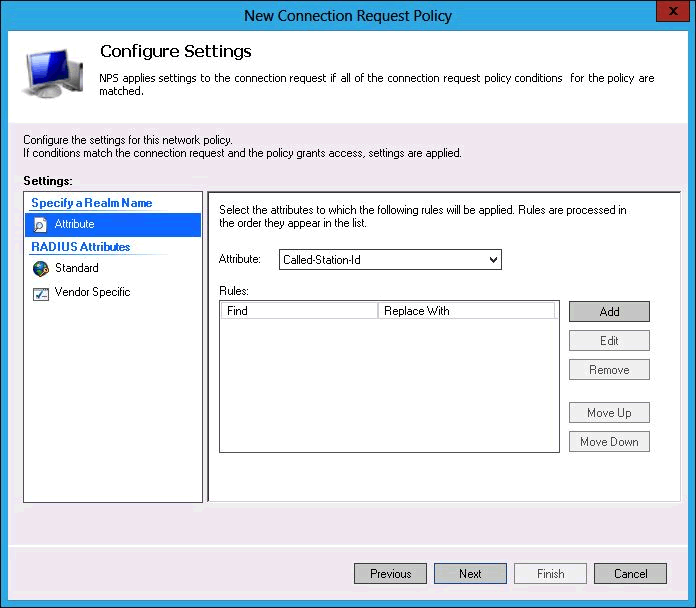 New Connection Request Policy
x
Configure Settings
NPS applies settings to the connection request if all of the connection request policy conditions for the policy are
matched.
Configure the settings for this network policy.
If conditions match the connection request and the policy grants access, settings are applied.
Settings:
Specify a Realm Name
Attribute
RADIUS Attributes
Standard
Vendor Specific
Select the attributes to which the following rules will be applied. Rules are processed in
the order they appear in the list.
Attribute: Called-Station-Id
Rules:
Find Replace With
Add
Edit
Remove
Move Up
Move Down
Previous Next Finish Cancel